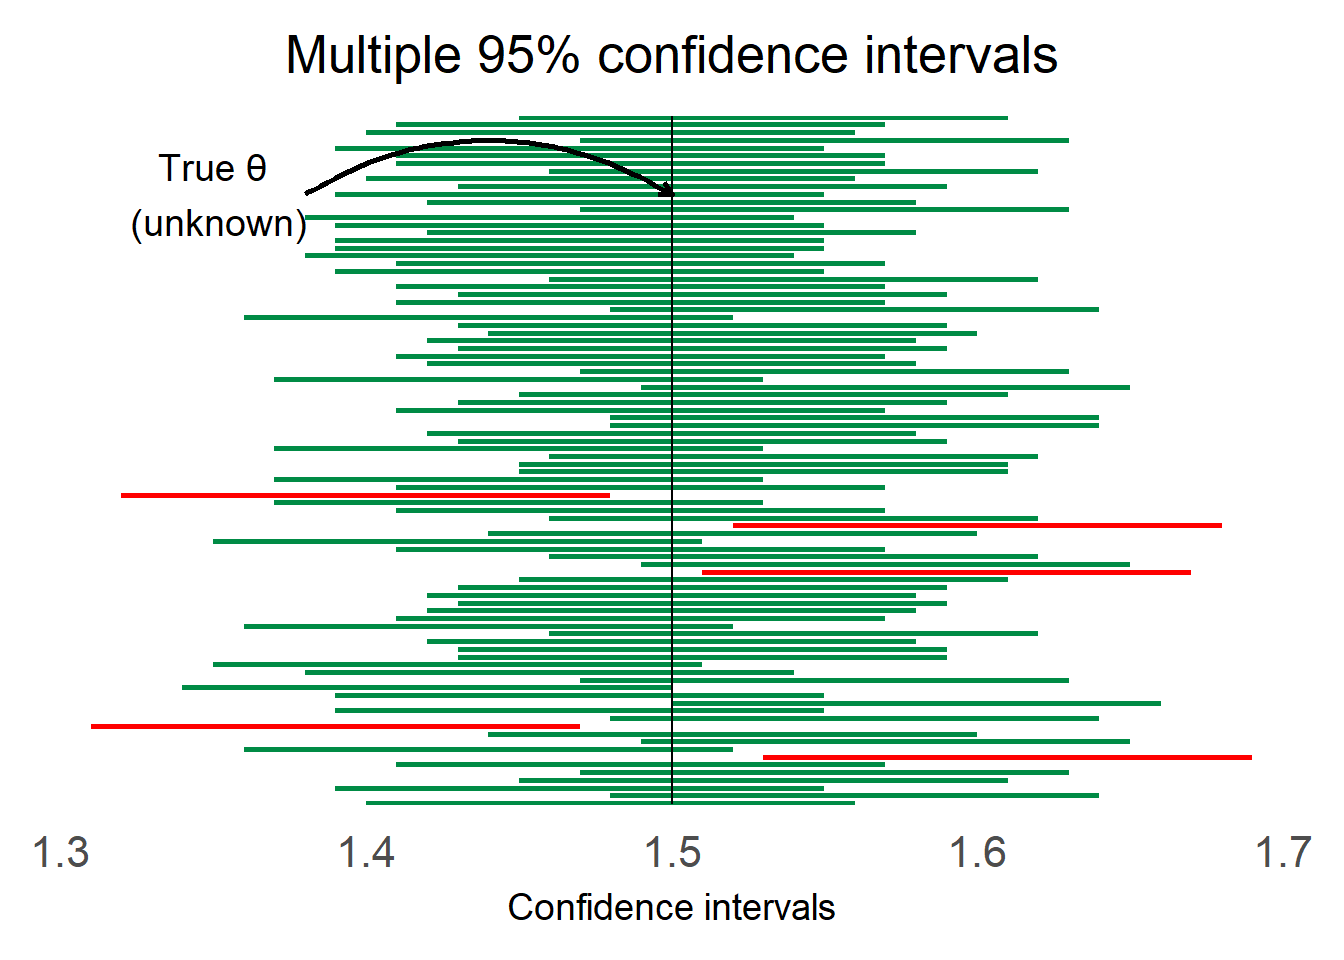 Multiple 95% confidence intervals
True θ
(unknown)
1.3 1.4 1.5 1.6 1.7
Confidence intervals